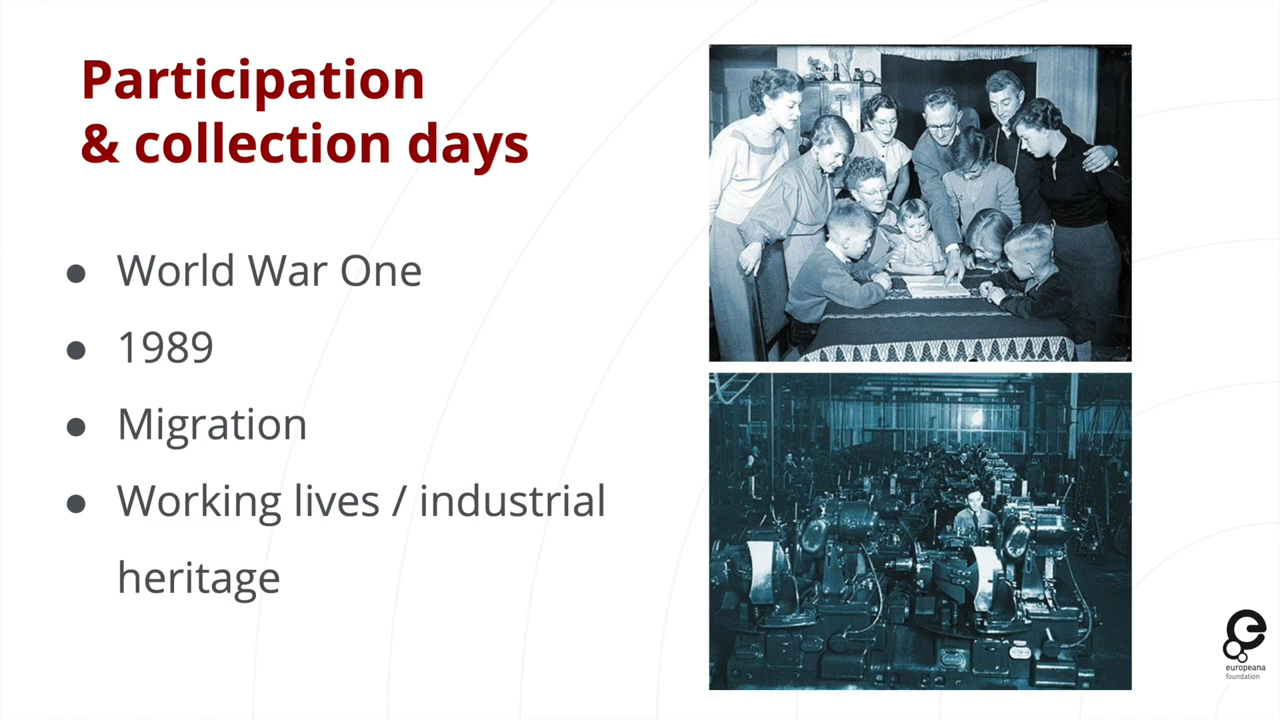 Participation
& collection days
● World War One
● 1989
● Migration
● Working lives / industrial
heritage
europeana
foundation